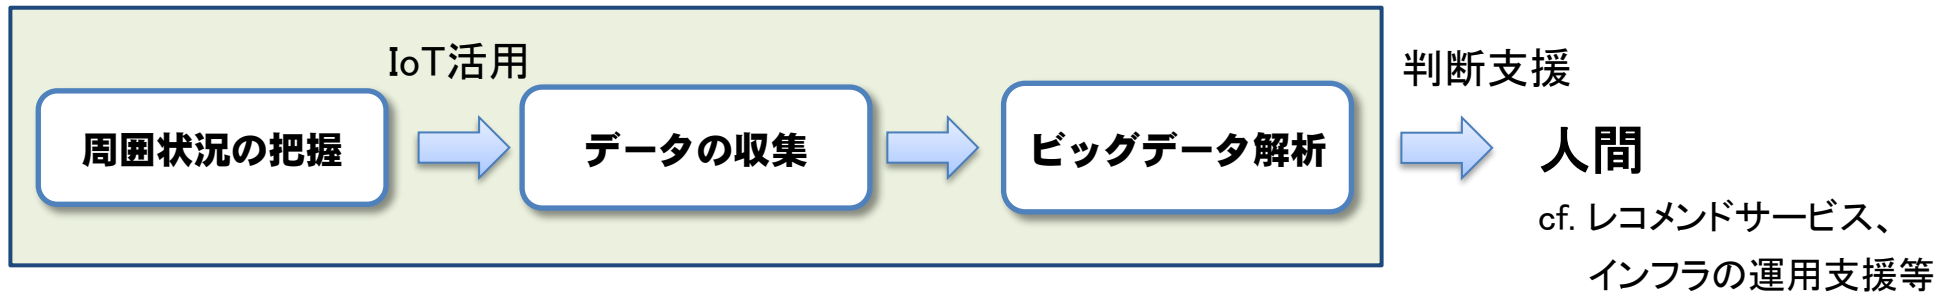 IoT活用
周囲状況の把握
データの収集
ビッグデータ解析
判断支援
人間
cf. レコメンドサービス、
インフラの運用支援等